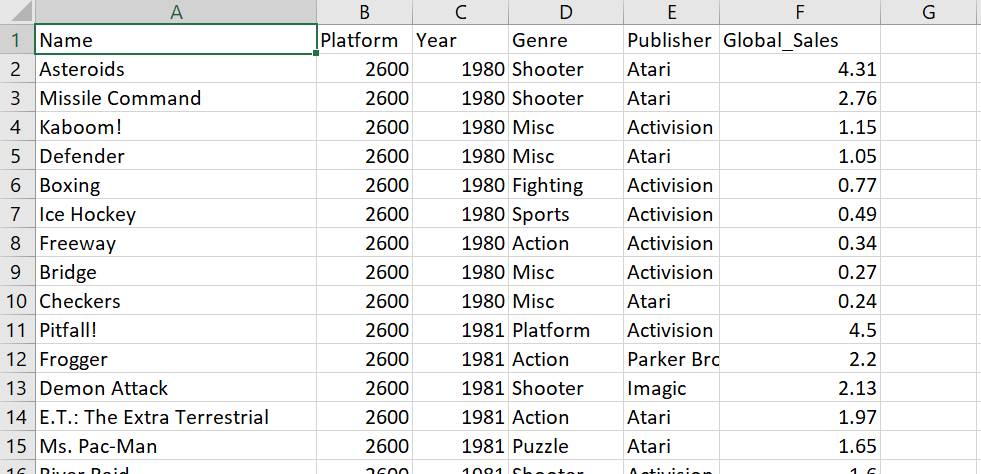 A B C D E F G
1 Name Platform Year Genre Publisher Global_Sales
2 Asteroids 2600 1980 Shooter Atari 4.31
3 Missile Command 2600 1980 Shooter Atari 2.76
4 Kaboom! 2600 1980 Misc Activision 1.15
5 Defender 2600 1980 Misc Atari 1.05
6 Boxing 2600 1980 Fighting Activision 0.77
7 Ice Hockey 2600 1980 Sports Activision 0.49
8 Freeway 2600 1980 Action Activision 0.34
9 Bridge 2600 1980 Misc Activision 0.27
10 Checkers 2600 1980 Misc Atari 0.24
11 Pitfall! 2600 1981 Platform Activision 4.5
12 Frogger 2600 1981 Action Parker Brc 2.2
13 Demon Attack 2600 1981 Shooter Imagic 2.13
14 E.T.: The Extra Terrestrial 2600 1981 Action Atari 1.97
15 Ms. Pac-Man 2600 1981 Puzzle Atari 1.65
16 River Raid 2600 1981 Shooter Activision 1.6